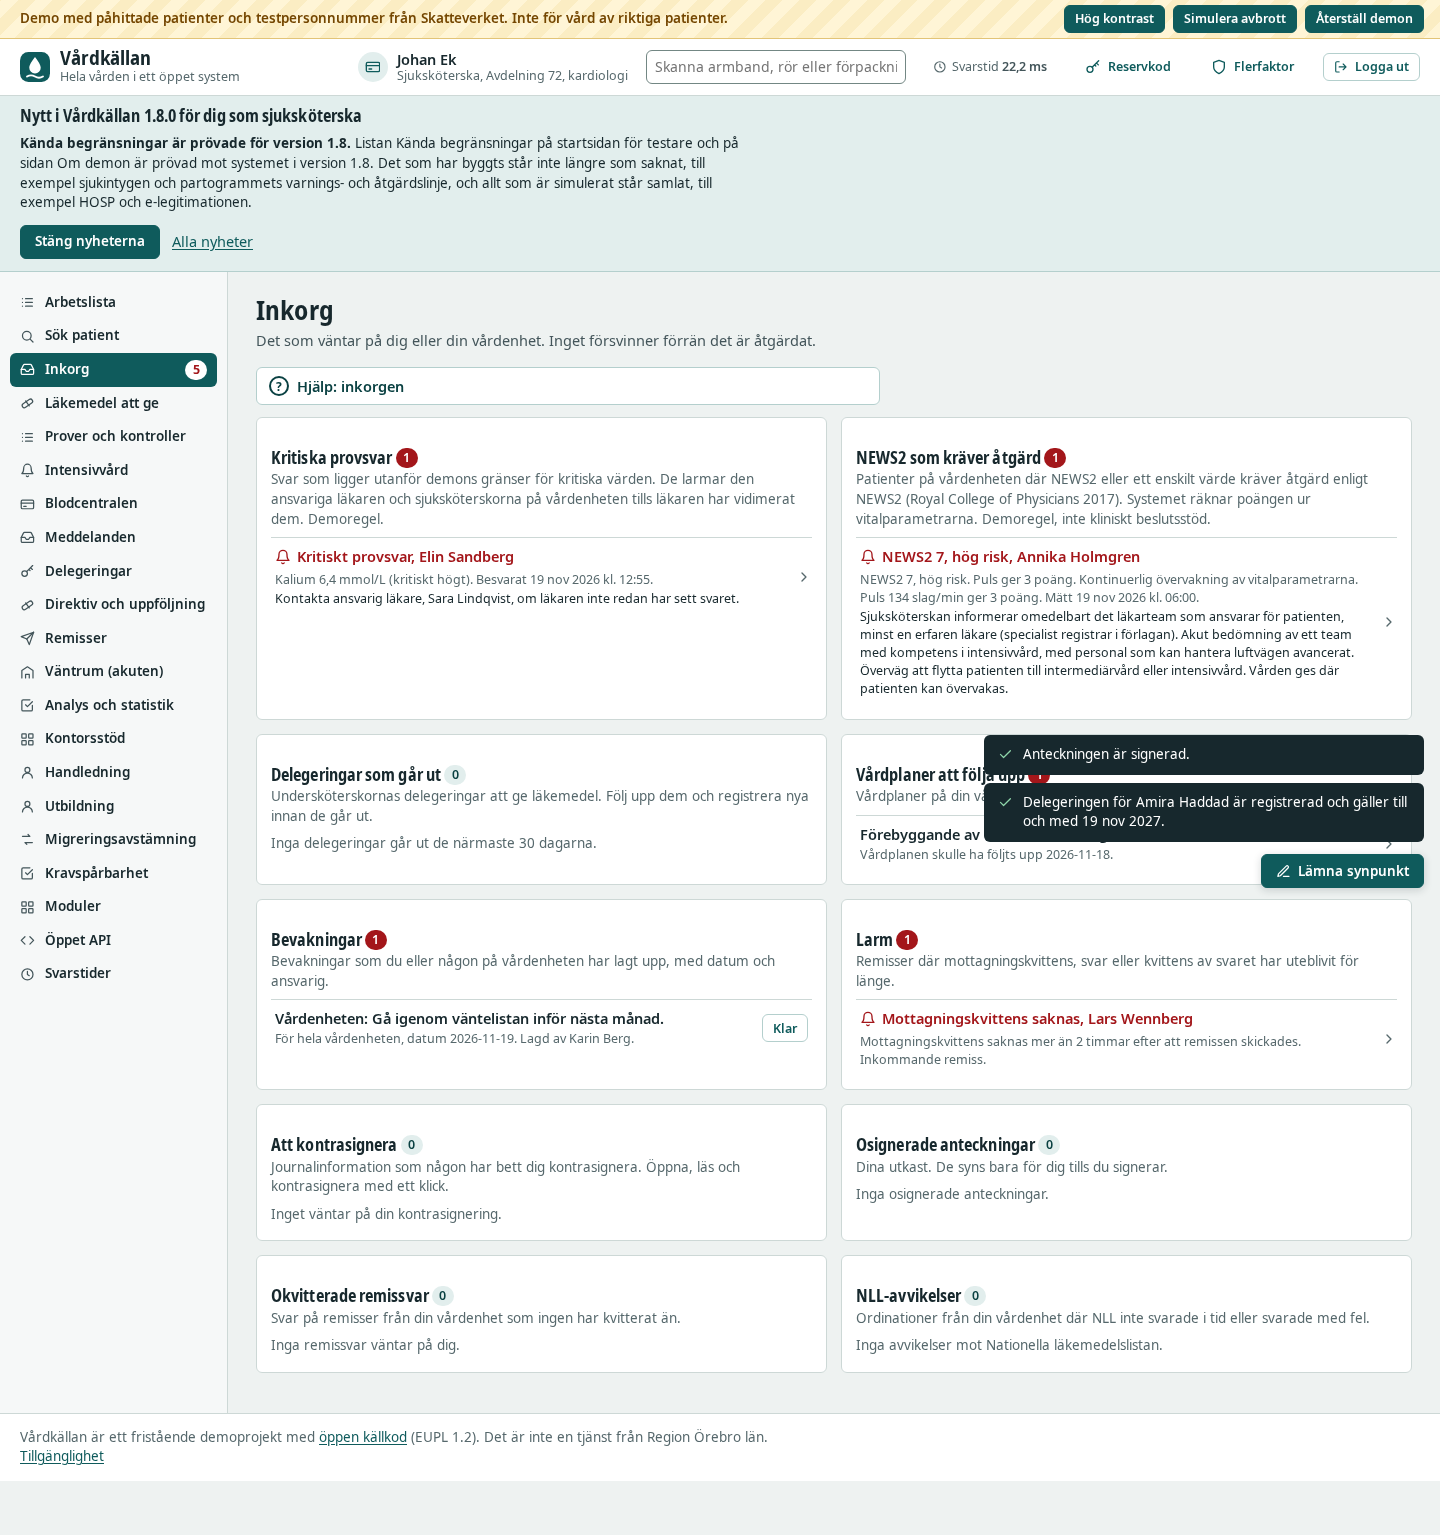 Demo med påhittade patienter och testpersonnummer från Skatteverket. Inte för vård av riktiga patienter.
Hög kontrast
Simulera avbrott
Återställ demon
Vårdkällan
Hela vården i ett öppet system
Johan Ek
Sjuksköterska, Avdelning 72, kardiologi
Skanna armband, rör eller förpackni
Svarstid 22,2 ms
Reservkod
Flerfaktor
Logga ut
Nytt i Vårdkällan 1.8.0 för dig som sjuksköterska
Kända begränsningar är prövade för version 1.8. Listan Kända begränsningar på startsidan för testare och på
sidan Om demon är prövad mot systemet i version 1.8. Det som har byggts står inte längre som saknat, till
exempel sjukintygen och partogrammets varnings- och åtgärdslinje, och allt som är simulerat står samlat, till
exempel HOSP och e-legitimationen.
Stäng nyheterna
Alla nyheter
Arbetslista
Sök patient
Inkorg
5
Läkemedel att ge
Prover och kontroller
Intensivvård
Blodcentralen
Meddelanden
Delegeringar
Direktiv och uppföljning
Remisser
Väntrum (akuten)
Analys och statistik
Kontorsstöd
Handledning
Utbildning
Migreringsavstämning
Kravspårbarhet
Moduler
Öppet API
Svarstider
Inkorg
Det som väntar på dig eller din vårdenhet. Inget försvinner förrän det är åtgärdat.
? Hjälp: inkorgen
Kritiska provsvar 1
Svar som ligger utanför demons gränser för kritiska värden. De larmar den
ansvariga läkaren och sjuksköterskorna på vårdenheten tills läkaren har vidimerat
dem. Demoregel.
Kritiskt provsvar, Elin Sandberg
Kalium 6,4 mmol/L (kritiskt högt). Besvarat 19 nov 2026 kl. 12:55.
Kontakta ansvarig läkare, Sara Lindqvist, om läkaren inte redan har sett svaret.
NEWS2 som kräver åtgärd 1
Patienter på vårdenheten där NEWS2 eller ett enskilt värde kräver åtgärd enligt
NEWS2 (Royal College of Physicians 2017). Systemet räknar poängen ur
vitalparametrarna. Demoregel, inte kliniskt beslutsstöd.
NEWS2 7, hög risk, Annika Holmgren
NEWS2 7, hög risk. Puls ger 3 poäng. Kontinuerlig övervakning av vitalparametrarna.
Puls 134 slag/min ger 3 poäng. Mätt 19 nov 2026 kl. 06:00.
Sjuksköterskan informerar omedelbart det läkarteam som ansvarar för patienten,
minst en erfaren läkare (specialist registrar i förlagan). Akut bedömning av ett team
med kompetens i intensivvård, med personal som kan hantera luftvägen avancerat.
Överväg att flytta patienten till intermediärvård eller intensivvård. Vården ges där
patienten kan övervakas.
Delegeringar som går ut 0
Undersköterskornas delegeringar att ge läkemedel. Följ upp dem och registrera nya
innan de går ut.
Inga delegeringar går ut de närmaste 30 dagarna.
Vårdplaner att följa upp 1
Vårdplaner på din
Förebyggande av
Vårdplanen skulle ha följts upp 2026-11-18.
Anteckningen är signerad.
Delegeringen för Amira Haddad är registrerad och gäller till
och med 19 nov 2027.
Lämna synpunkt
Bevakningar 1
Bevakningar som du eller någon på vårdenheten har lagt upp, med datum och
ansvarig.
Vårdenheten: Gå igenom väntelistan inför nästa månad.
För hela vårdenheten, datum 2026-11-19. Lagd av Karin Berg.
Klar
Larm 1
Remisser där mottagningskvittens, svar eller kvittens av svaret har uteblivit för
länge.
Mottagningskvittens saknas, Lars Wennberg
Mottagningskvittens saknas mer än 2 timmar efter att remissen skickades.
Inkommande remiss.
Att kontrasignera 0
Journalinformation som någon har bett dig kontrasignera. Öppna, läs och
kontrasignera med ett klick.
Inget väntar på din kontrasignering.
Osignerade anteckningar 0
Dina utkast. De syns bara för dig tills du signerar.
Inga osignerade anteckningar.
Okvitterade remissvar 0
Svar på remisser från din vårdenhet som ingen har kvitterat än.
Inga remissvar väntar på dig.
NLL-avvikelser 0
Ordinationer från din vårdenhet där NLL inte svarade i tid eller svarade med fel.
Inga avvikelser mot Nationella läkemedelslistan.
Vårdkällan är ett fristående demoprojekt med öppen källkod (EUPL 1.2). Det är inte en tjänst från Region Örebro län.
Tillgänglighet